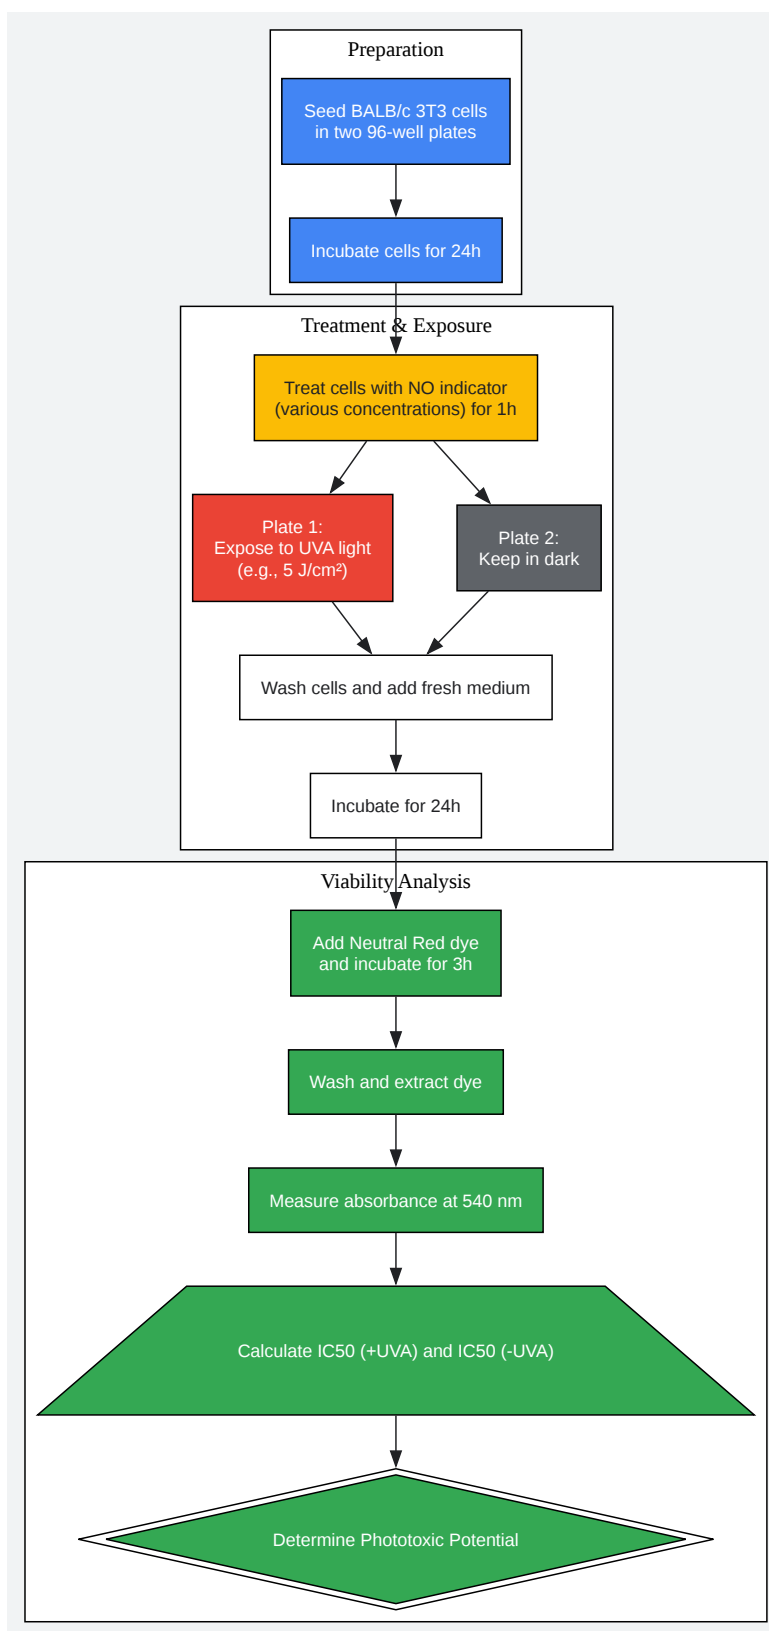 Preparation
Seed BALB/c 3T3 cells
in two 96-well plates
Incubate cells for 24h
Treatment & Exposure
Treat cells with NO indicator
(various concentrations) for 1h
Plate 1:
Expose to UVA light
(e.g., 5 J/cm²)
Plate 2:
Keep in dark
Wash cells and add fresh medium
Incubate for 24h
Viability Analysis
Add Neutral Red dye
and incubate for 3h
Wash and extract dye
Measure absorbance at 540 nm
Calculate IC50 (+UVA) and IC50 (-UVA)
Determine Phototoxic Potential